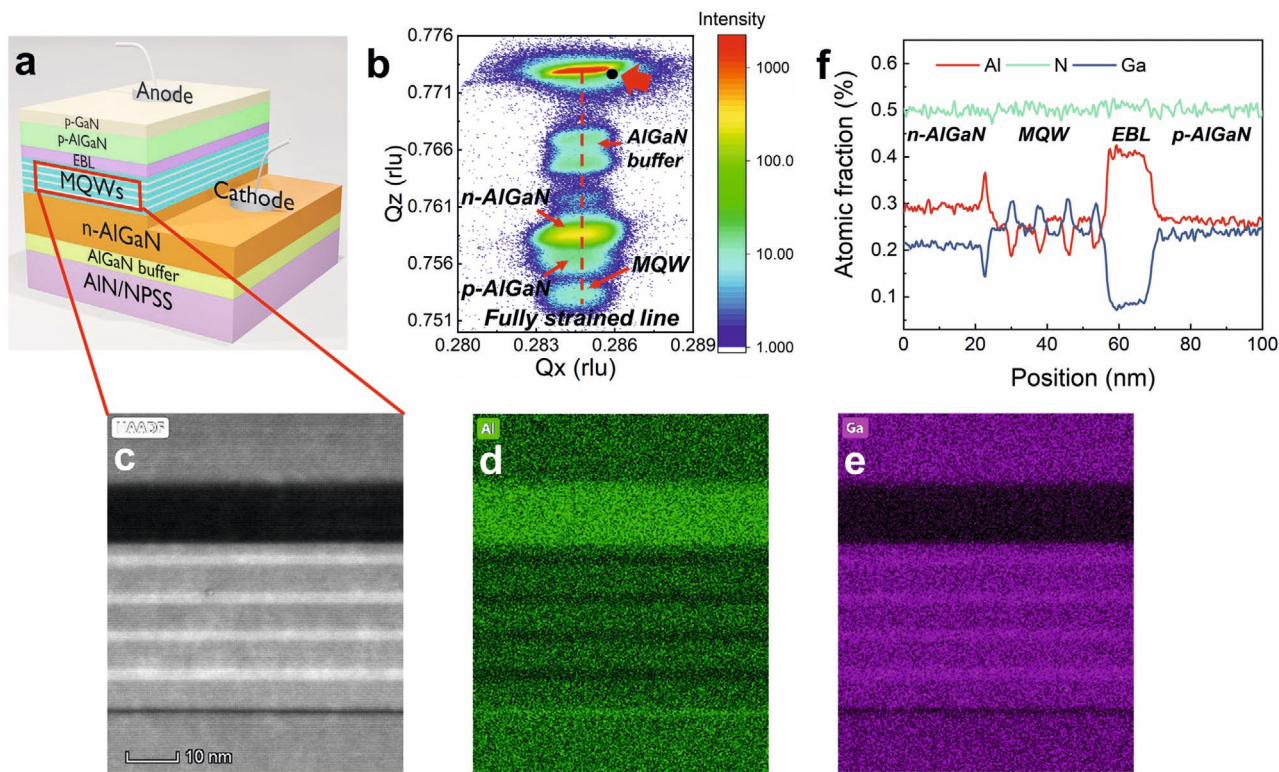 a
Anode
p-GaN
p-AlGaN
EBL
MQWs
Cathode
n-AlGaN
AlGaN buffer
AlN/NPSS
b
Intensity
0.776
0.771
0.766
0.761
0.756
0.751
Qz (rlu)
0.280
0.283
0.286
0.289
Qx (rlu)
AlGaN
buffer
n-AlGaN
p-AlGaN
MQW
Fully strained line
1000
100.0
10.00
1.000
f
Al
N
Ga
n-AlGaN
MQW
EBL
p-AlGaN
Atomic fraction (%)
0.6
0.5
0.4
0.3
0.2
0.1
0
20
40
60
80
100
Position (nm)
HAADF
c
10 nm
Al
d
Ga
e